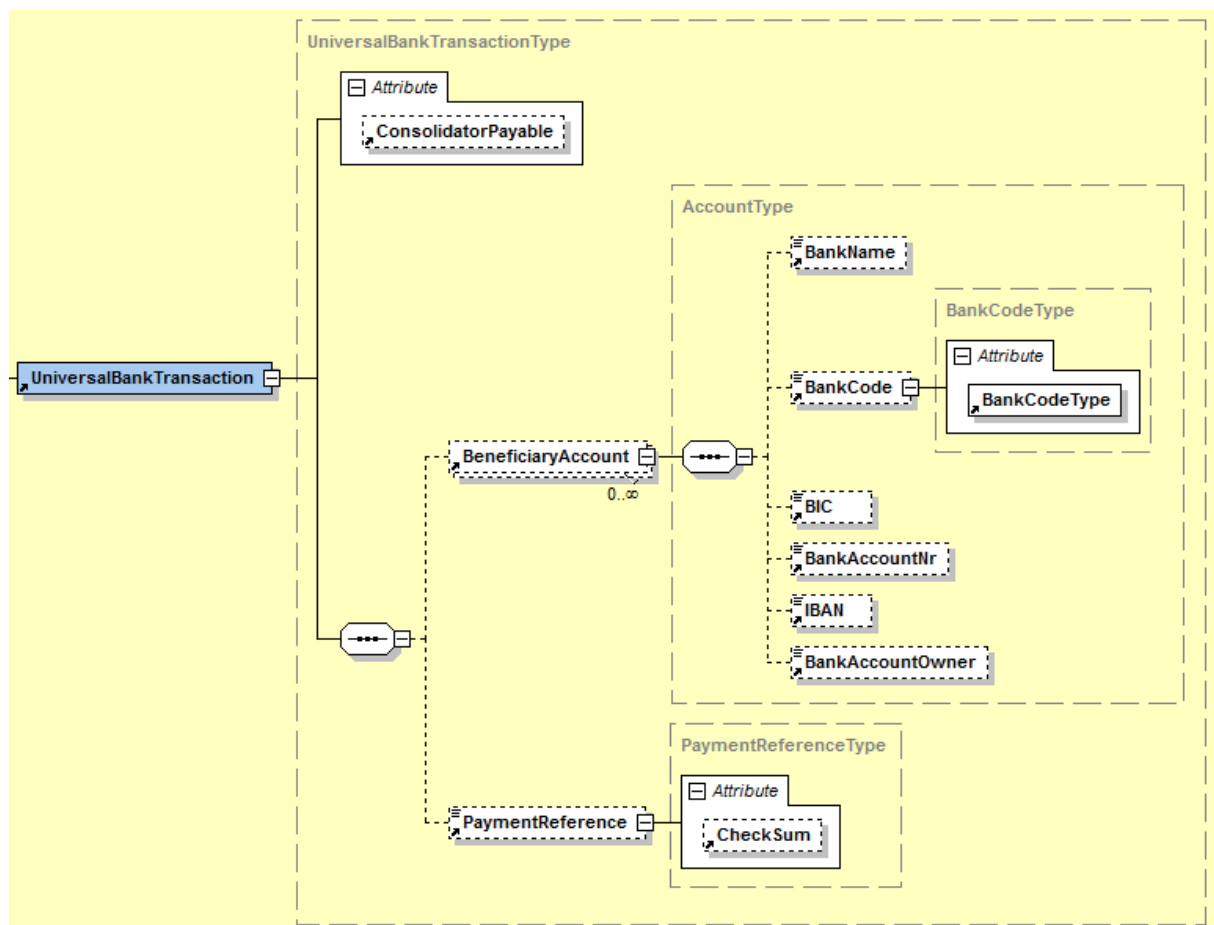 UniversalBankTransactionType
Attribute
ConsolidatorPayable
AccountType
BankName
BankCodeType
Attribute
BankCodeType
UniversalBankTransaction
BankCode
BeneficiaryAccount
0..∞
BIC
BankAccountNr
IBAN
BankAccountOwner
PaymentReferenceType
Attribute
CheckSum
PaymentReference